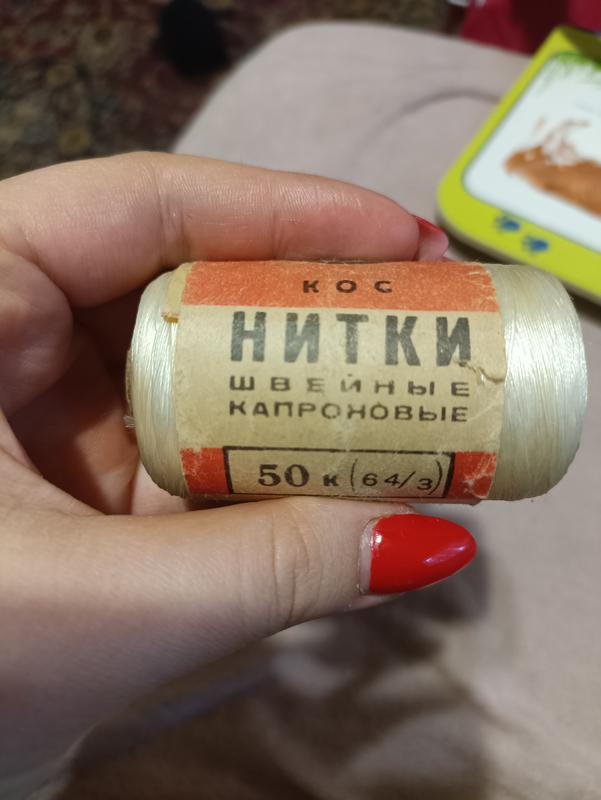 КОС
НИТКИ
ШВЕЙНЫЕ
КАПРОНОВЫЕ
50 к (64/3)